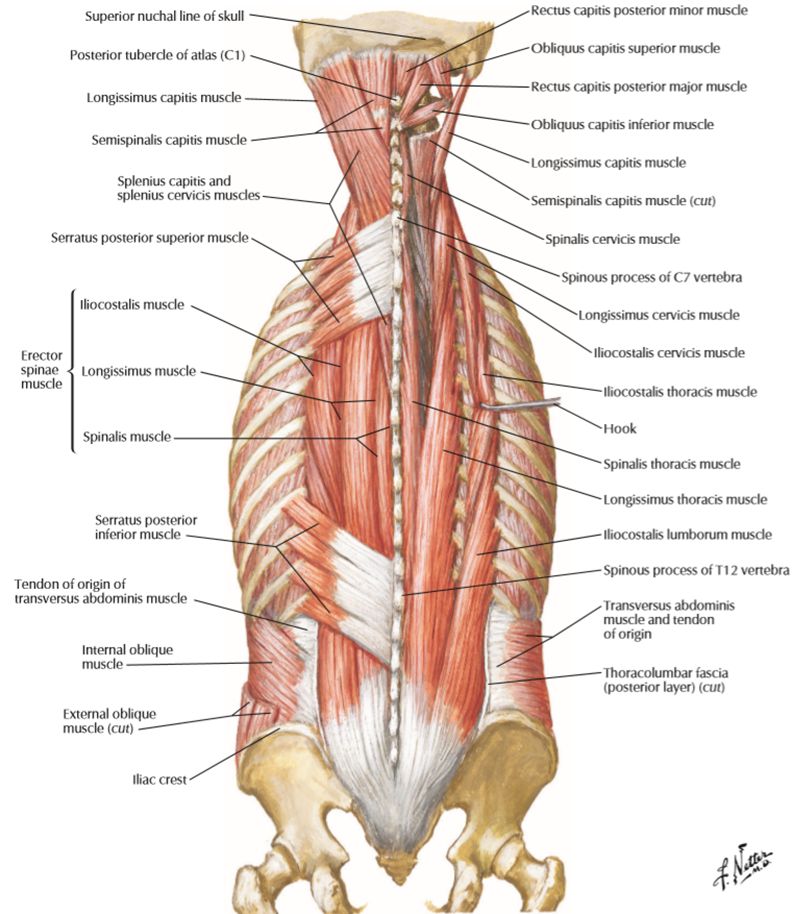 Superior nuchal line of skull
Posterior tubercle of atlas (C1)
Longissimus capitis muscle
Semispinalis capitis muscle
Splenius capitis and
splenius cervicis muscles
Serratus posterior superior muscle
Iliocostalis muscle
Erector
spinae
muscle
Longissimus muscle
Spinalis muscle
Serratus posterior
inferior muscle
Tendon of origin of
transversus abdominis muscle
Internal oblique
muscle
External oblique
muscle (cut)
Iliac crest
Rectus capitis posterior minor muscle
Obliquus capitis superior muscle
Rectus capitis posterior major muscle
Obliquus capitis inferior muscle
Longissimus capitis muscle
Semispinalis capitis muscle (cut)
Spinalis cervicis muscle
Spinous process of C7 vertebra
Longissimus cervicis muscle
Iliocostalis cervicis muscle
Iliocostalis thoracis muscle
Hook
Spinalis thoracis muscle
Longissimus thoracis muscle
Iliocostalis lumborum muscle
Spinous process of T12 vertebra
Transversus abdominis
muscle and tendon
of origin
Thoracolumbar fascia
(posterior layer) (cut)
F. Netter
M.D.